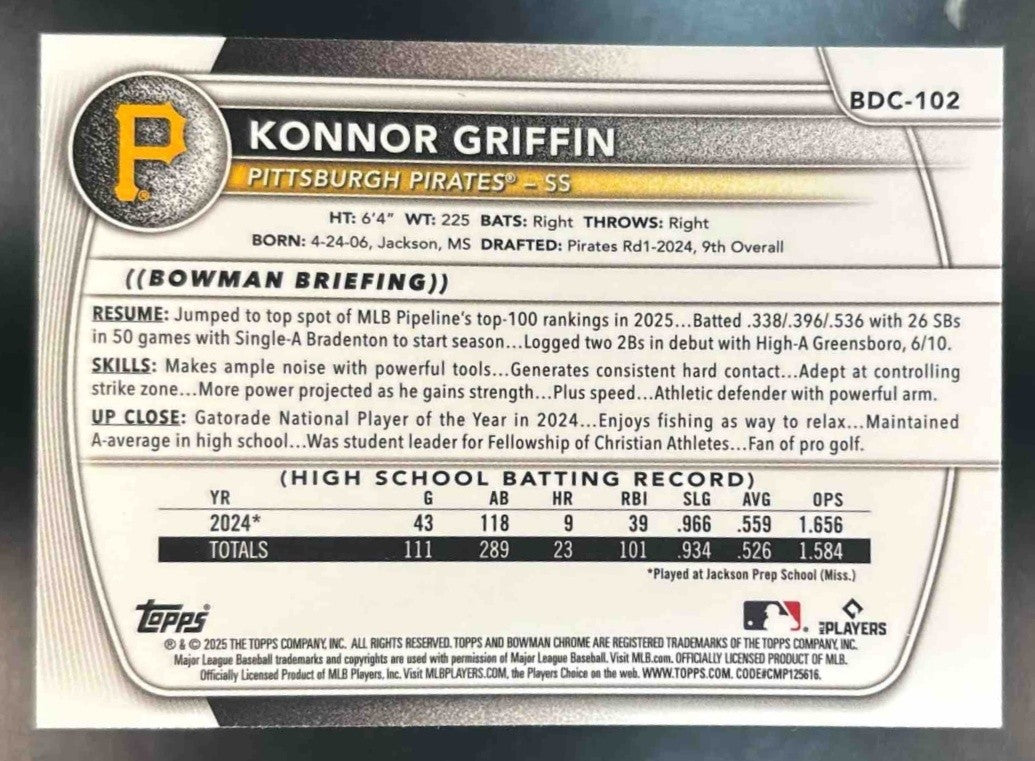 BDC-102
P
KONNOR GRIFFIN
PITTSBURGH PIRATES® – SS
HT: 6'4" WT: 225 BATS: Right THROWS: Right
BORN: 4-24-06, Jackson, MS DRAFTED: Pirates Rd1-2024, 9th Overall
((BOWMAN BRIEFING))
RESUME: Jumped to top spot of MLB Pipeline's top-100 rankings in 2025...Batted .338/.396/.536 with 26 SBs
in 50 games with Single-A Bradenton to start season...Logged two 2Bs in debut with High-A Greensboro, 6/10.
SKILLS: Makes ample noise with powerful tools...Generates consistent hard contact...Adept at controlling
strike zone...More power projected as he gains strength...Plus speed...Athletic defender with powerful arm.
UP CLOSE: Gatorade National Player of the Year in 2024...Enjoys fishing as way to relax...Maintained
A-average in high school...Was student leader for Fellowship of Christian Athletes...Fan of pro golf.
(HIGH SCHOOL BATTING RECORD)
YR G AB HR RBI SLG AVG OPS
2024* 43 118 9 39 .966 .559 1.656
TOTALS 111 289 23 101 .934 .526 1.584
*Played at Jackson Prep School (Miss.)
Topps®
MLB PLAYERS
® & © 2025 THE TOPPS COMPANY, INC. ALL RIGHTS RESERVED. TOPPS AND BOWMAN CHROME ARE REGISTERED TRADEMARKS OF THE TOPPS COMPANY, INC.
Major League Baseball trademarks and copyrights are used with permission of Major League Baseball. Visit MLB.com. OFFICIALLY LICENSED PRODUCT OF MLB.
Officially Licensed Product of MLB Players, Inc. Visit MLBPLAYERS.COM, the Players Choice on the web. WWW.TOPPS.COM. CODE#CMP125616.